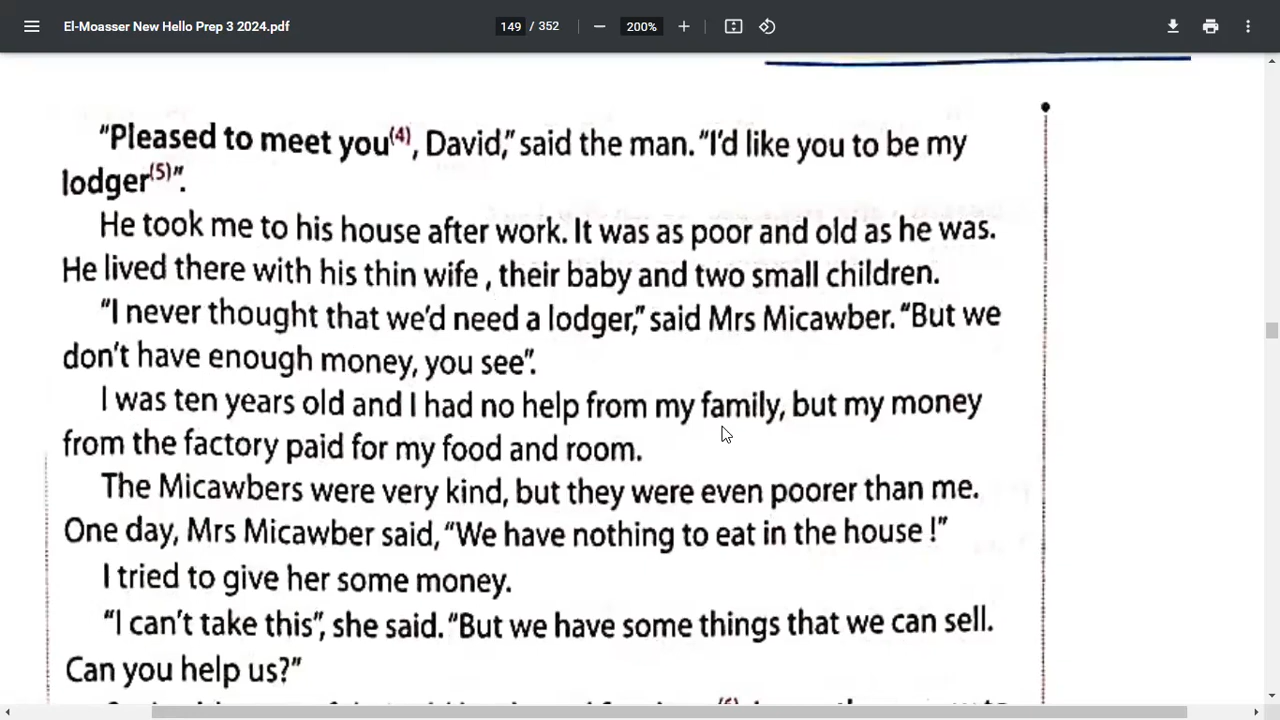 El-Moasser New Hello Prep 3 2024.pdf
149 / 352
200%
"Pleased to meet you(4), David," said the man. "I'd like you to be my
lodger(5)".
He took me to his house after work. It was as poor and old as he was.
He lived there with his thin wife , their baby and two small children.
"I never thought that we'd need a lodger," said Mrs Micawber. "But we
don't have enough money, you see".
I was ten years old and I had no help from my family, but my money
from the factory paid for my food and room.
The Micawbers were very kind, but they were even poorer than me.
One day, Mrs Micawber said, "We have nothing to eat in the house !"
I tried to give her some money.
"I can't take this", she said. "But we have some things that we can sell.
Can you help us?"